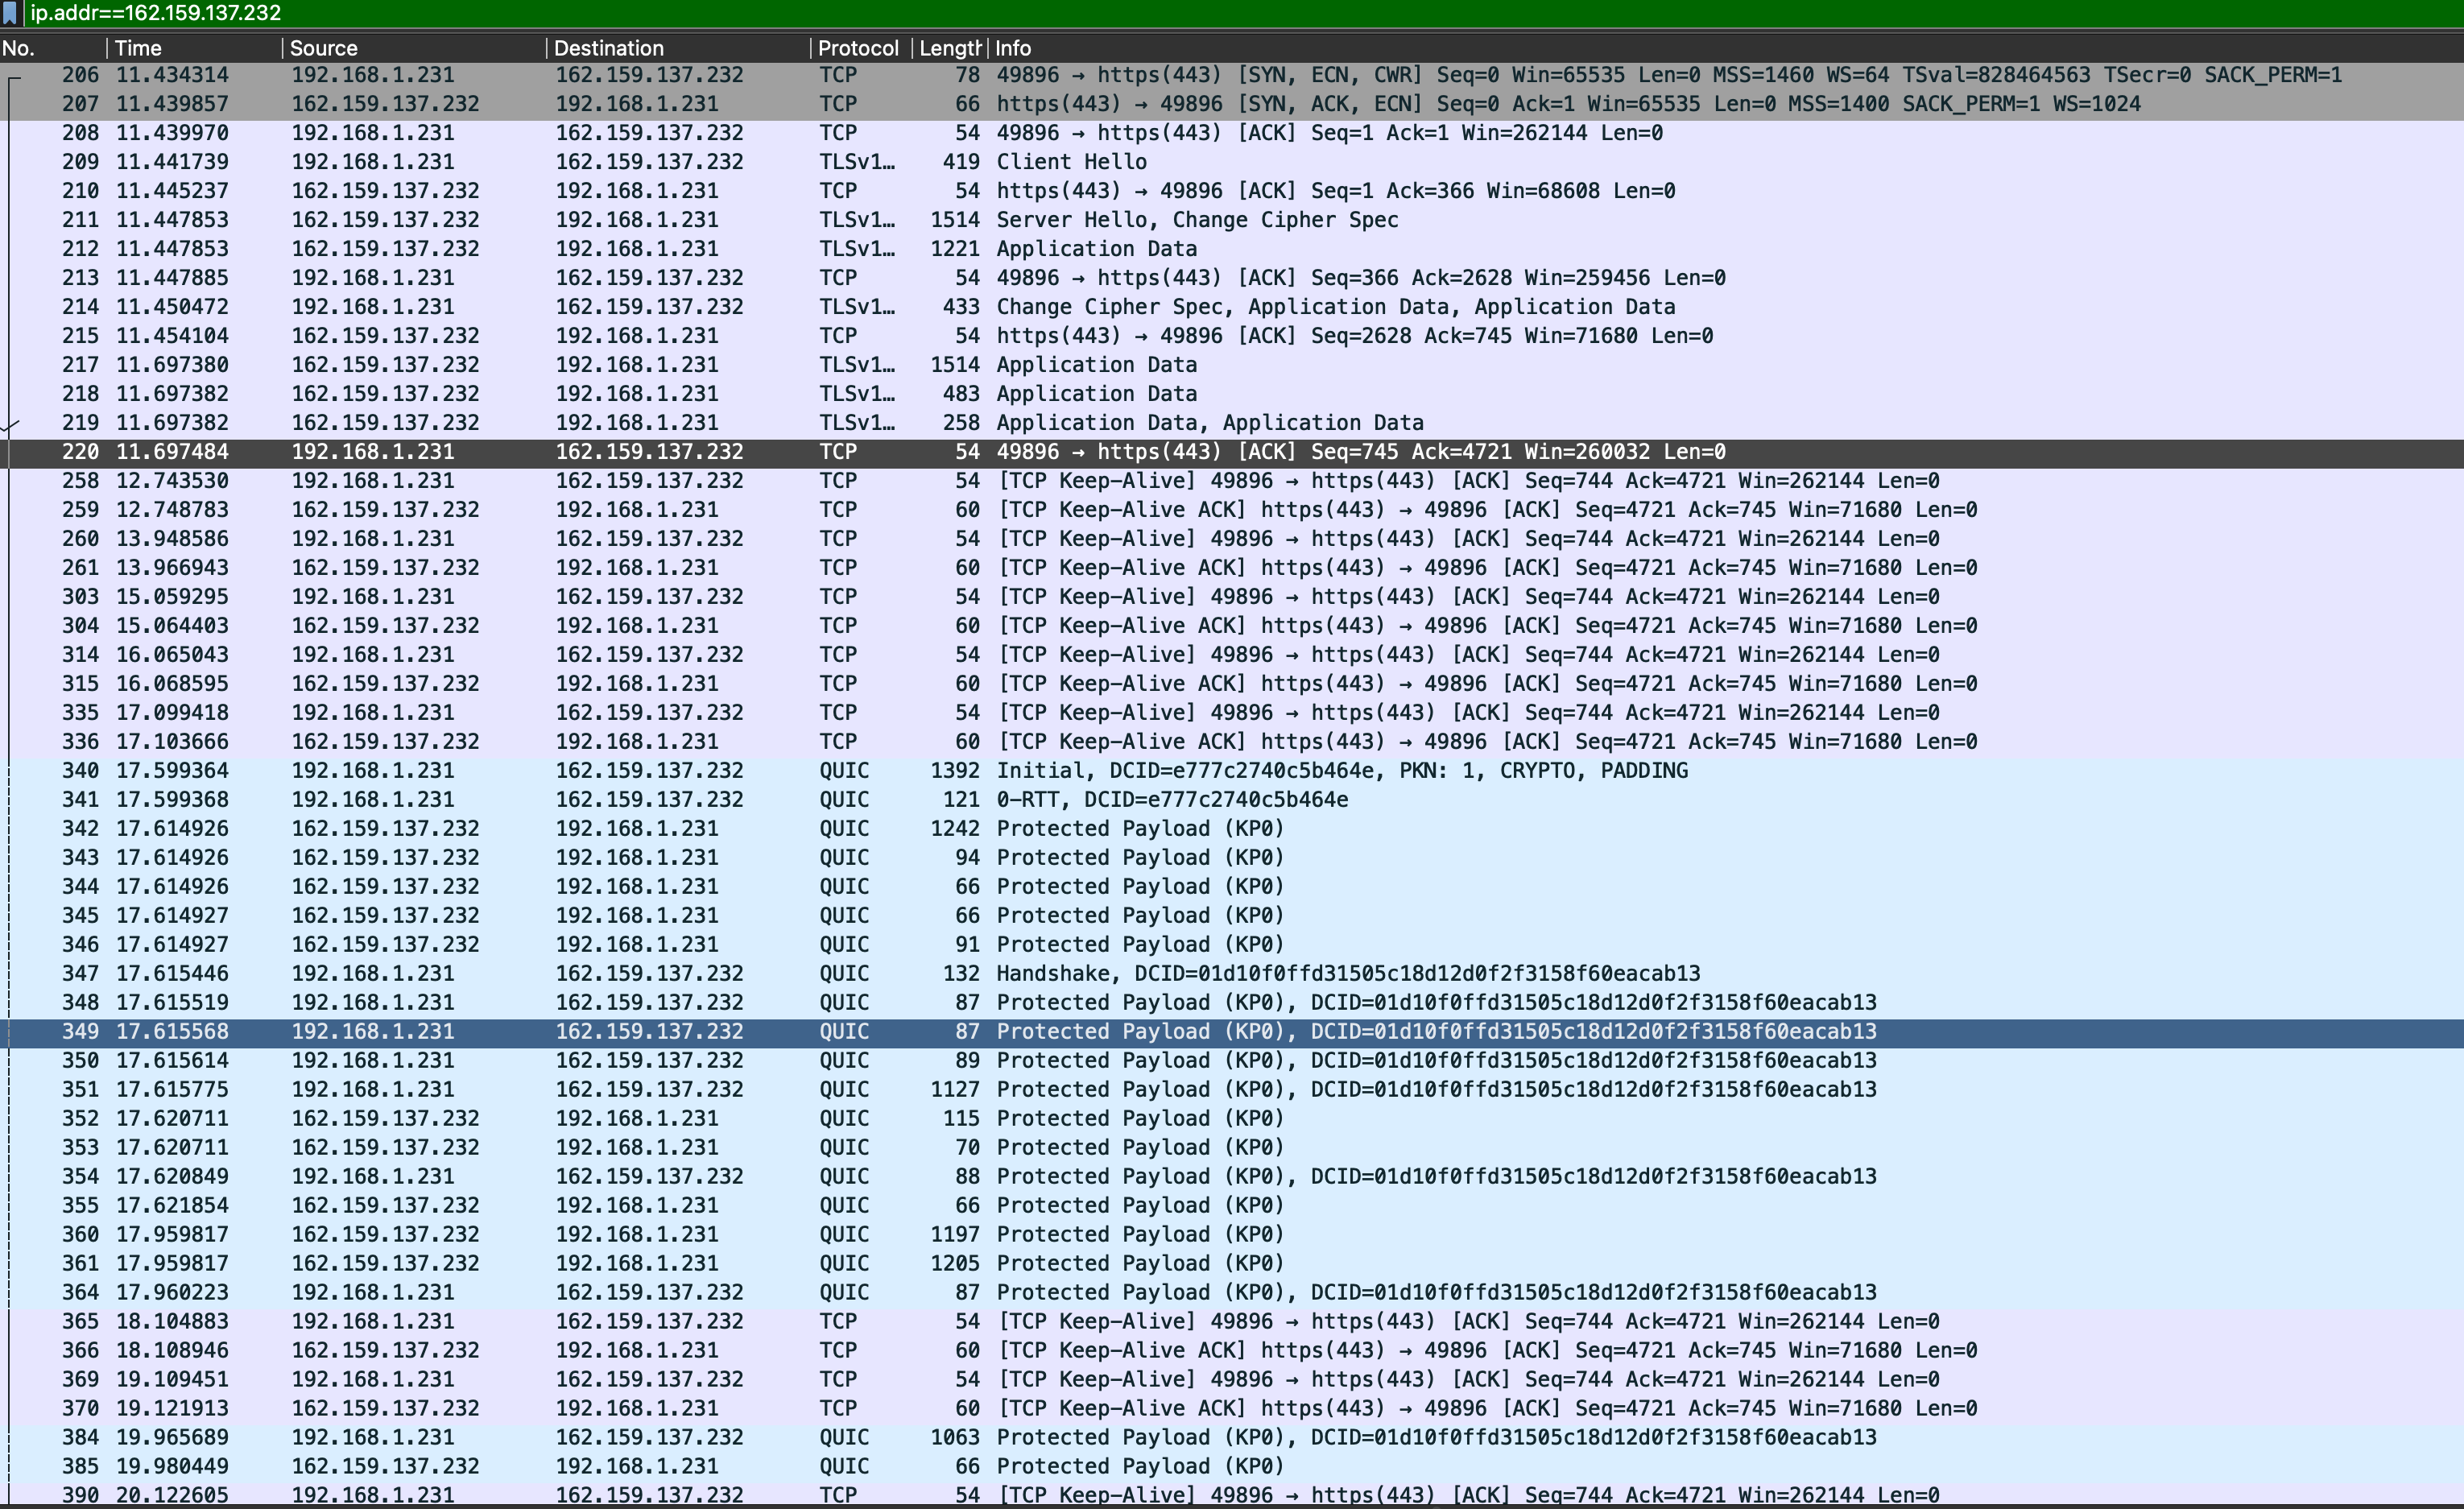 ip.addr==162.159.137.232
No. Time Source Destination Protocol Length Info
206 11.434314 192.168.1.231 162.159.137.232 TCP 78 49896 → https(443) [SYN, ECN, CWR] Seq=0 Win=65535 Len=0 MSS=1460 WS=64 TSval=828464563 TSecr=0 SACK_PERM=1
207 11.439857 162.159.137.232 192.168.1.231 TCP 66 https(443) → 49896 [SYN, ACK, ECN] Seq=0 Ack=1 Win=65535 Len=0 MSS=1400 SACK_PERM=1 WS=1024
208 11.439970 192.168.1.231 162.159.137.232 TCP 54 49896 → https(443) [ACK] Seq=1 Ack=1 Win=262144 Len=0
209 11.441739 192.168.1.231 162.159.137.232 TLSv1… 419 Client Hello
210 11.445237 162.159.137.232 192.168.1.231 TCP 54 https(443) → 49896 [ACK] Seq=1 Ack=366 Win=68608 Len=0
211 11.447853 162.159.137.232 192.168.1.231 TLSv1… 1514 Server Hello, Change Cipher Spec
212 11.447853 162.159.137.232 192.168.1.231 TLSv1… 1221 Application Data
213 11.447885 192.168.1.231 162.159.137.232 TCP 54 49896 → https(443) [ACK] Seq=366 Ack=2628 Win=259456 Len=0
214 11.450472 192.168.1.231 162.159.137.232 TLSv1… 433 Change Cipher Spec, Application Data, Application Data
215 11.454104 162.159.137.232 192.168.1.231 TCP 54 https(443) → 49896 [ACK] Seq=2628 Ack=745 Win=71680 Len=0
217 11.697380 162.159.137.232 192.168.1.231 TLSv1… 1514 Application Data
218 11.697382 162.159.137.232 192.168.1.231 TLSv1… 483 Application Data
219 11.697382 162.159.137.232 192.168.1.231 TLSv1… 258 Application Data, Application Data
220 11.697484 192.168.1.231 162.159.137.232 TCP 54 49896 → https(443) [ACK] Seq=745 Ack=4721 Win=260032 Len=0
258 12.743530 192.168.1.231 162.159.137.232 TCP 54 [TCP Keep-Alive] 49896 → https(443) [ACK] Seq=744 Ack=4721 Win=262144 Len=0
259 12.748783 162.159.137.232 192.168.1.231 TCP 60 [TCP Keep-Alive ACK] https(443) → 49896 [ACK] Seq=4721 Ack=745 Win=71680 Len=0
260 13.948586 192.168.1.231 162.159.137.232 TCP 54 [TCP Keep-Alive] 49896 → https(443) [ACK] Seq=744 Ack=4721 Win=262144 Len=0
261 13.966943 162.159.137.232 192.168.1.231 TCP 60 [TCP Keep-Alive ACK] https(443) → 49896 [ACK] Seq=4721 Ack=745 Win=71680 Len=0
303 15.059295 192.168.1.231 162.159.137.232 TCP 54 [TCP Keep-Alive] 49896 → https(443) [ACK] Seq=744 Ack=4721 Win=262144 Len=0
304 15.064403 162.159.137.232 192.168.1.231 TCP 60 [TCP Keep-Alive ACK] https(443) → 49896 [ACK] Seq=4721 Ack=745 Win=71680 Len=0
314 16.065043 192.168.1.231 162.159.137.232 TCP 54 [TCP Keep-Alive] 49896 → https(443) [ACK] Seq=744 Ack=4721 Win=262144 Len=0
315 16.068595 162.159.137.232 192.168.1.231 TCP 60 [TCP Keep-Alive ACK] https(443) → 49896 [ACK] Seq=4721 Ack=745 Win=71680 Len=0
335 17.099418 192.168.1.231 162.159.137.232 TCP 54 [TCP Keep-Alive] 49896 → https(443) [ACK] Seq=744 Ack=4721 Win=262144 Len=0
336 17.103666 162.159.137.232 192.168.1.231 TCP 60 [TCP Keep-Alive ACK] https(443) → 49896 [ACK] Seq=4721 Ack=745 Win=71680 Len=0
340 17.599364 192.168.1.231 162.159.137.232 QUIC 1392 Initial, DCID=e777c2740c5b464e, PKN: 1, CRYPTO, PADDING
341 17.599368 192.168.1.231 162.159.137.232 QUIC 121 0-RTT, DCID=e777c2740c5b464e
342 17.614926 162.159.137.232 192.168.1.231 QUIC 1242 Protected Payload (KP0)
343 17.614926 162.159.137.232 192.168.1.231 QUIC 94 Protected Payload (KP0)
344 17.614926 162.159.137.232 192.168.1.231 QUIC 66 Protected Payload (KP0)
345 17.614927 162.159.137.232 192.168.1.231 QUIC 66 Protected Payload (KP0)
346 17.614927 162.159.137.232 192.168.1.231 QUIC 91 Protected Payload (KP0)
347 17.615446 192.168.1.231 162.159.137.232 QUIC 132 Handshake, DCID=01d10f0ffd31505c18d12d0f2f3158f60eacab13
348 17.615519 192.168.1.231 162.159.137.232 QUIC 87 Protected Payload (KP0), DCID=01d10f0ffd31505c18d12d0f2f3158f60eacab13
349 17.615568 192.168.1.231 162.159.137.232 QUIC 87 Protected Payload (KP0), DCID=01d10f0ffd31505c18d12d0f2f3158f60eacab13
350 17.615614 192.168.1.231 162.159.137.232 QUIC 89 Protected Payload (KP0), DCID=01d10f0ffd31505c18d12d0f2f3158f60eacab13
351 17.615775 192.168.1.231 162.159.137.232 QUIC 1127 Protected Payload (KP0), DCID=01d10f0ffd31505c18d12d0f2f3158f60eacab13
352 17.620711 162.159.137.232 192.168.1.231 QUIC 115 Protected Payload (KP0)
353 17.620711 162.159.137.232 192.168.1.231 QUIC 70 Protected Payload (KP0)
354 17.620849 192.168.1.231 162.159.137.232 QUIC 88 Protected Payload (KP0), DCID=01d10f0ffd31505c18d12d0f2f3158f60eacab13
355 17.621854 162.159.137.232 192.168.1.231 QUIC 66 Protected Payload (KP0)
360 17.959817 162.159.137.232 192.168.1.231 QUIC 1197 Protected Payload (KP0)
361 17.959817 162.159.137.232 192.168.1.231 QUIC 1205 Protected Payload (KP0)
364 17.960223 192.168.1.231 162.159.137.232 QUIC 87 Protected Payload (KP0), DCID=01d10f0ffd31505c18d12d0f2f3158f60eacab13
365 18.104883 192.168.1.231 162.159.137.232 TCP 54 [TCP Keep-Alive] 49896 → https(443) [ACK] Seq=744 Ack=4721 Win=262144 Len=0
366 18.108946 162.159.137.232 192.168.1.231 TCP 60 [TCP Keep-Alive ACK] https(443) → 49896 [ACK] Seq=4721 Ack=745 Win=71680 Len=0
369 19.109451 192.168.1.231 162.159.137.232 TCP 54 [TCP Keep-Alive] 49896 → https(443) [ACK] Seq=744 Ack=4721 Win=262144 Len=0
370 19.121913 162.159.137.232 192.168.1.231 TCP 60 [TCP Keep-Alive ACK] https(443) → 49896 [ACK] Seq=4721 Ack=745 Win=71680 Len=0
384 19.965689 192.168.1.231 162.159.137.232 QUIC 1063 Protected Payload (KP0), DCID=01d10f0ffd31505c18d12d0f2f3158f60eacab13
385 19.980449 162.159.137.232 192.168.1.231 QUIC 66 Protected Payload (KP0)
390 20.122605 192.168.1.231 162.159.137.232 TCP 54 [TCP Keep-Alive] 49896 → https(443) [ACK] Seq=744 Ack=4721 Win=262144 Len=0